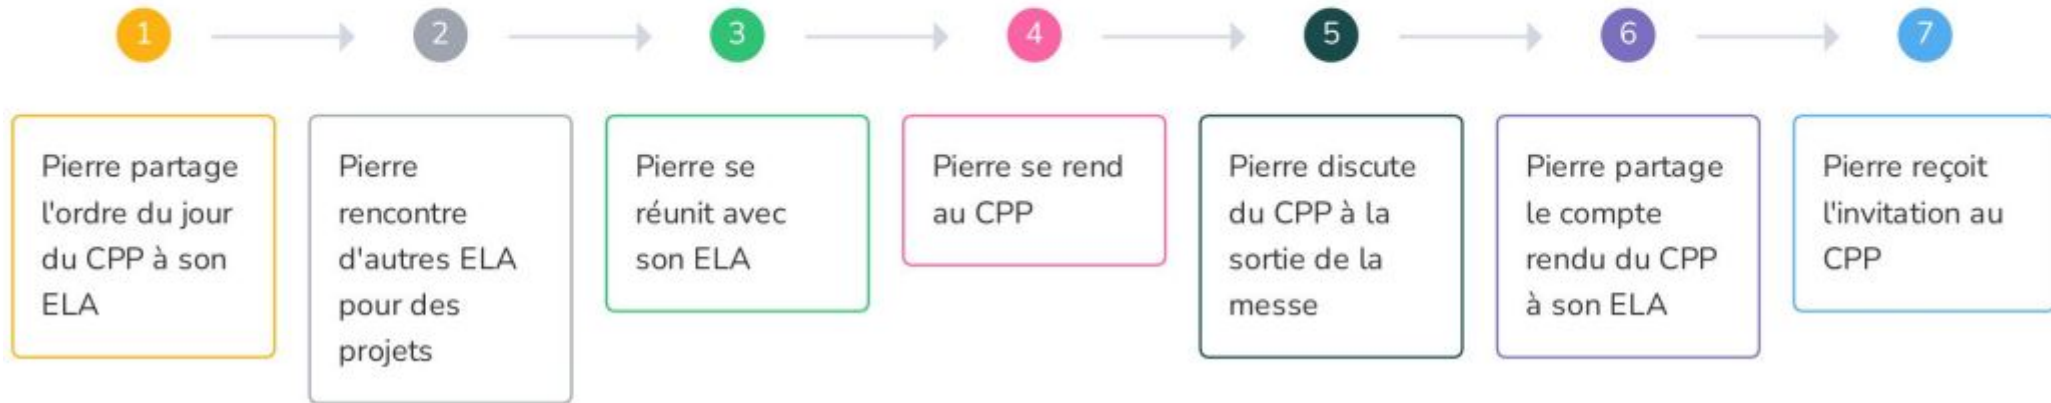 1
2
3
4
5
6
7
Pierre partage
l'ordre du jour
du CPP à son
ELA
Pierre
rencontre
d'autres ELA
pour des
projets
Pierre se
réunit avec
son ELA
Pierre se rend
au CPP
Pierre discute
du CPP à la
sortie de la
messe
Pierre partage
le compte
rendu du CPP
à son ELA
Pierre reçoit
l'invitation au
CPP